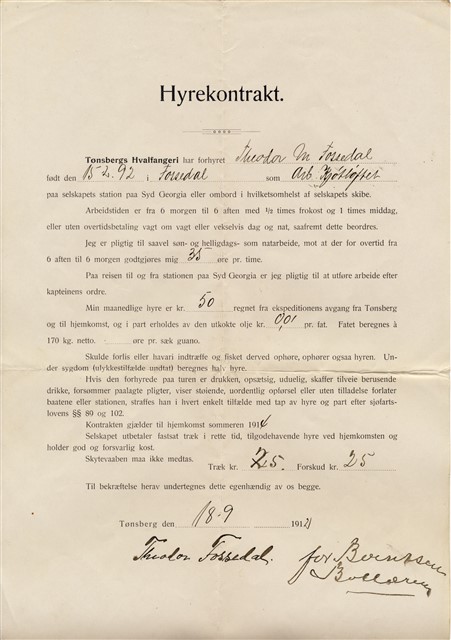 Hyrekontrakt.
Tønsbergs Hvalfangeri har forhyret Theodor M Fossedal
født den 15-2.92 i Fossedal som Arb. Kjøtloftet
paa selskapets station paa Syd Georgia eller ombord i hvilketsomhelst af selskapets skibe.
Arbeidstiden er fra 6 morgen til 6 aften med 1/2 times frokost og 1 times middag,
eller uten overtidsbetaling vagt om vagt eller vekselvis dag og nat, saafremt dette beordres.
Jeg er pligtig til saavel søn- og helligdags- som natarbeide, mot at der for overtid fra
6 aften til 6 morgen godtgjøres mig 35 øre pr. time.
Paa reisen til og fra stationen paa Syd Georgia er jeg pligtig til at utføre arbeide efter
kapteinens ordre.
Min maanedlige hyre er kr. 50 regnet fra ekspeditionens avgang fra Tønsberg
og til hjemkomst, og i part erholdes av den utkokte olje kr. 0,01 pr. fat. Fatet beregnes à
170 kg. netto. øre pr. sæk guano.
Skulde forlis eller havari indtræffe og fisket derved ophøre, ophører ogsaa hyren. Un-
der sygdom (ulykkestilfælde undtat) beregnes halv hyre.
Hvis den forhyrede paa turen er drukken, opsætsig, uduelig, skaffer tilveie berusende
drikke, forsømmer paalagte pligter, viser støiende, uordentlig opførsel eller uten tilladelse forlater
baatene eller stationen, straffes han i hvert enkelt tilfælde med tap av hyre og part efter sjøfarts-
lovens §§ 80 og 102.
Kontrakten gjælder til hjemkomst sommeren 1914
Selskapet utbetaler fastsat træk i rette tid, tilgodehavende hyre ved hjemkomsten og
holder god og forsvarlig kost.
Skytevaaben maa ikke medtas.
Træk kr. 25. Forskud kr. 25
Til bekræftelse herav undertegnes dette egenhændig av os begge.
Tønsberg den 18-9 191
Theodor Fossedal.
for Berntsen